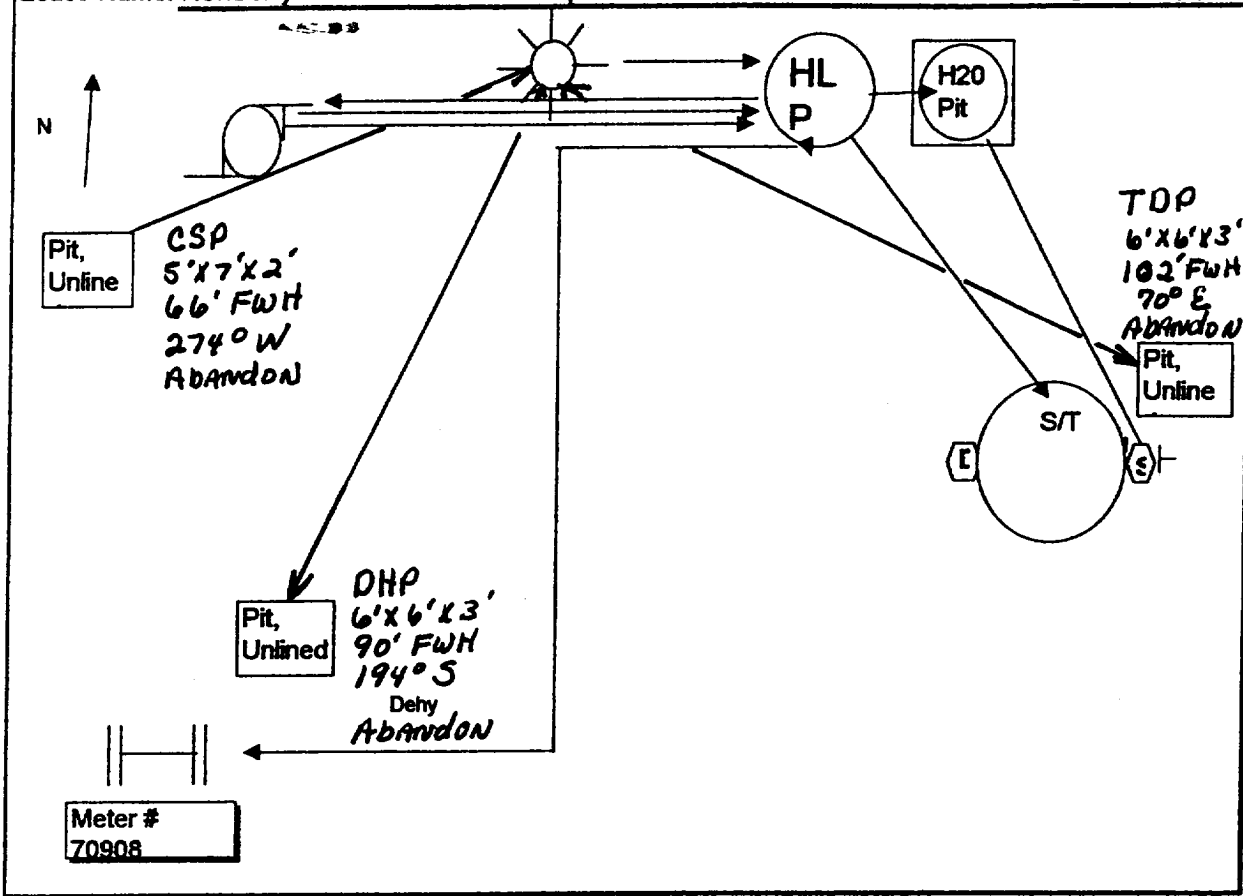 N
HL
P
H20
Pit
Pit,
Unline
CSP
5'X7'X2'
66' FWH
274° W
AbANdON
TDP
6'X6'X3'
102' FWH
70° E
AbANdON
Pit,
Unline
S/T
E
S
Pit,
Unlined
DHP
6'X6'X3'
90' FWH
194° S
Dehy
AbANdON
Meter #
70908